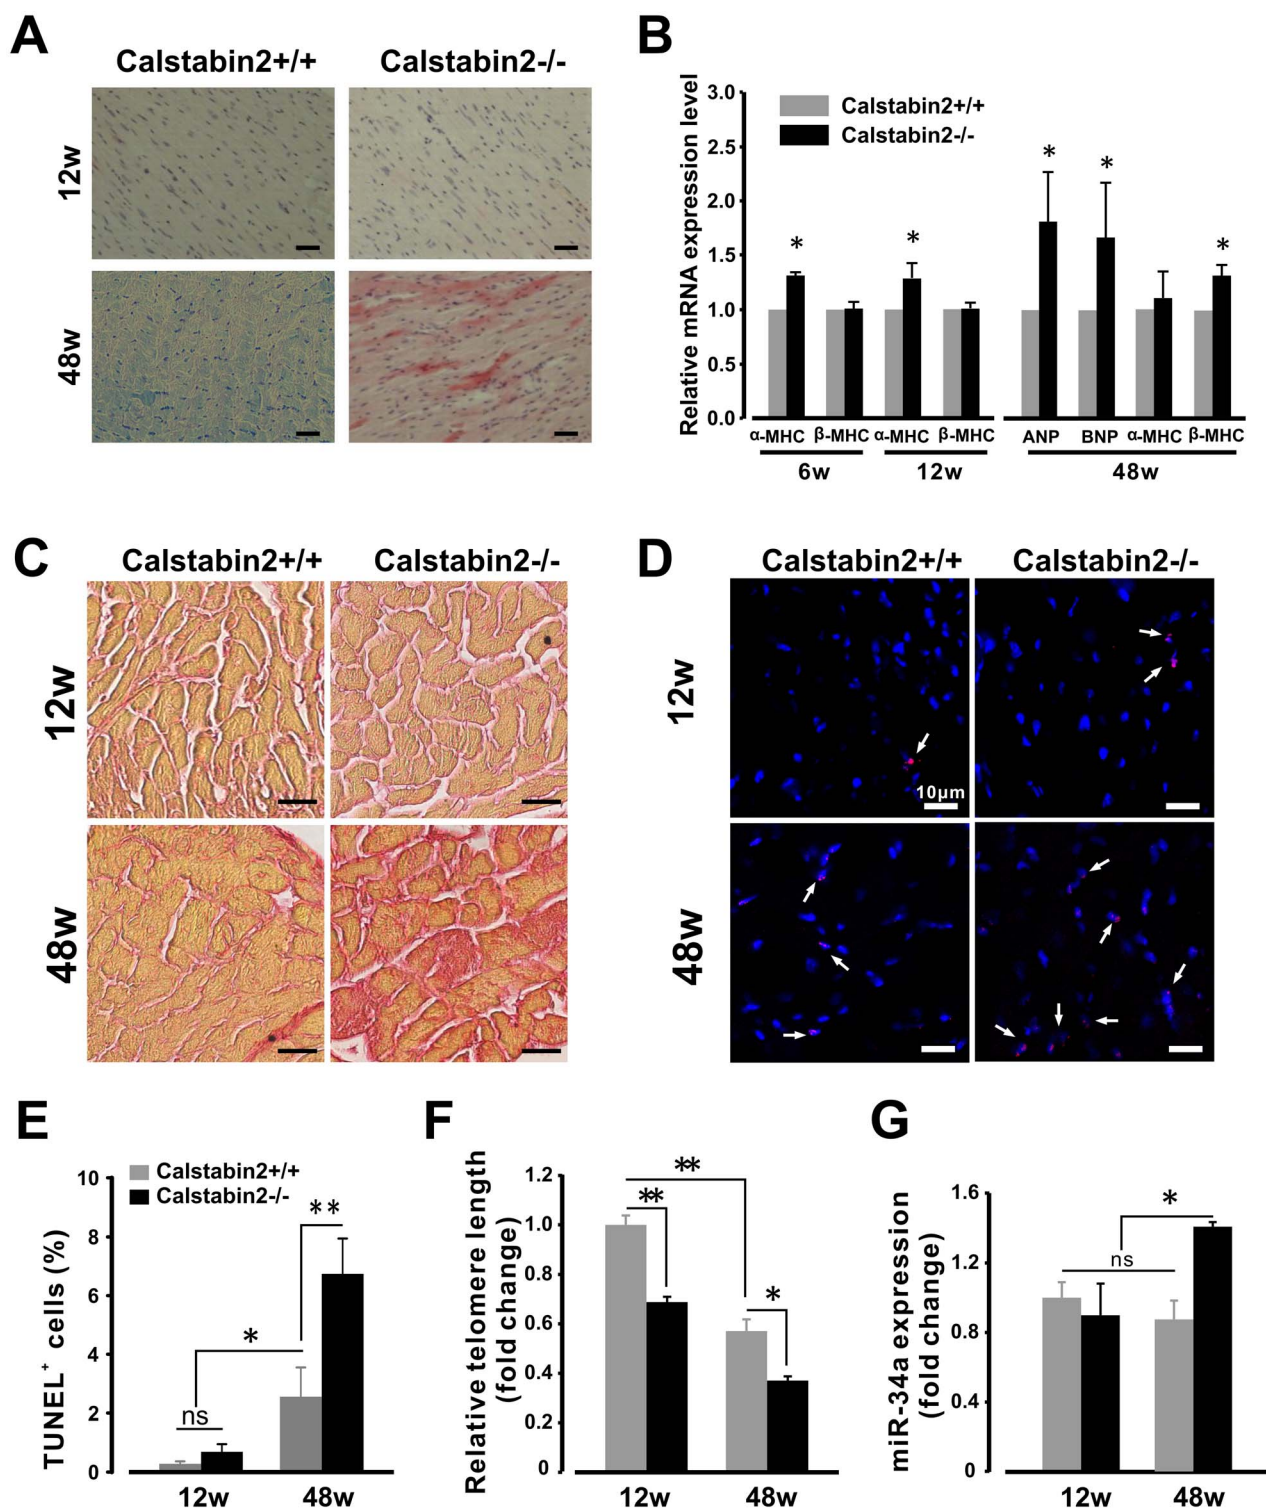 A
Calstabin2+/+
Calstabin2-/-
12w
48w
B
Relative mRNA expression level
3.0
2.5
2.0
1.5
1.0
0.5
0.0
Calstabin2+/+
Calstabin2-/-
* * * * *
α-MHC β-MHC α-MHC β-MHC ANP BNP α-MHC β-MHC
6w 12w 48w
C
Calstabin2+/+
Calstabin2-/-
12w
48w
D
Calstabin2+/+
Calstabin2-/-
12w
10μm
48w
E
TUNEL+ cells (%)
Calstabin2+/+
Calstabin2-/-
10
8
6
4
2
0
ns
*
**
12w 48w
F
Relative telomere length
(fold change)
1.2
1.0
0.8
0.6
0.4
0.2
0
**
**
*
12w 48w
G
miR-34a expression
(fold change)
1.6
1.2
0.8
0.4
0
*
ns
12w 48w